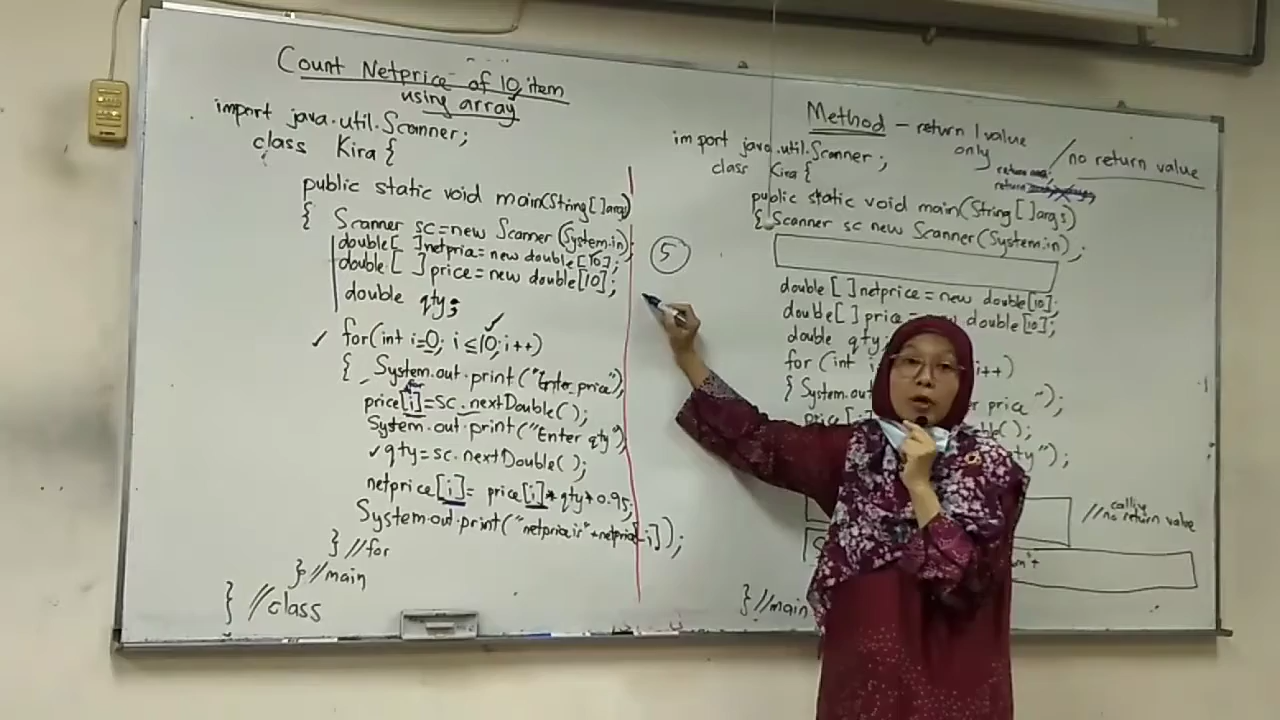 Count Netprice of 10 item
using array
import java.util.Scanner;
class Kira {
public static void main(String[]args)
{ Scanner sc=new Scanner(System.in);
double[ ]netprice=new double[10];
double[ ] price=new double[10];
double qty;
for(int i=0; i≤10;i++)
{ System.out.print("Enter price");
price[i]=sc.nextDouble( );
System.out.print("Enter qty");
qty=sc.nextDouble( );
netprice[i]= price[i]*qty*0.95;
System.out.print("netprice is"+netprice[i]);
} //for
} //main
} //class
5
Method - return 1 value
only
/no return value
import java.util.Scanner;
class Kira {
public static void main(String[]args)
{ Scanner sc new Scanner(System.in);
double[ ]netprice=new double[10];
double[ ] price=new double[10];
double qty;
for (int i i++)
{ System.out price ");
price
qty");
//calling
no return value
} //main